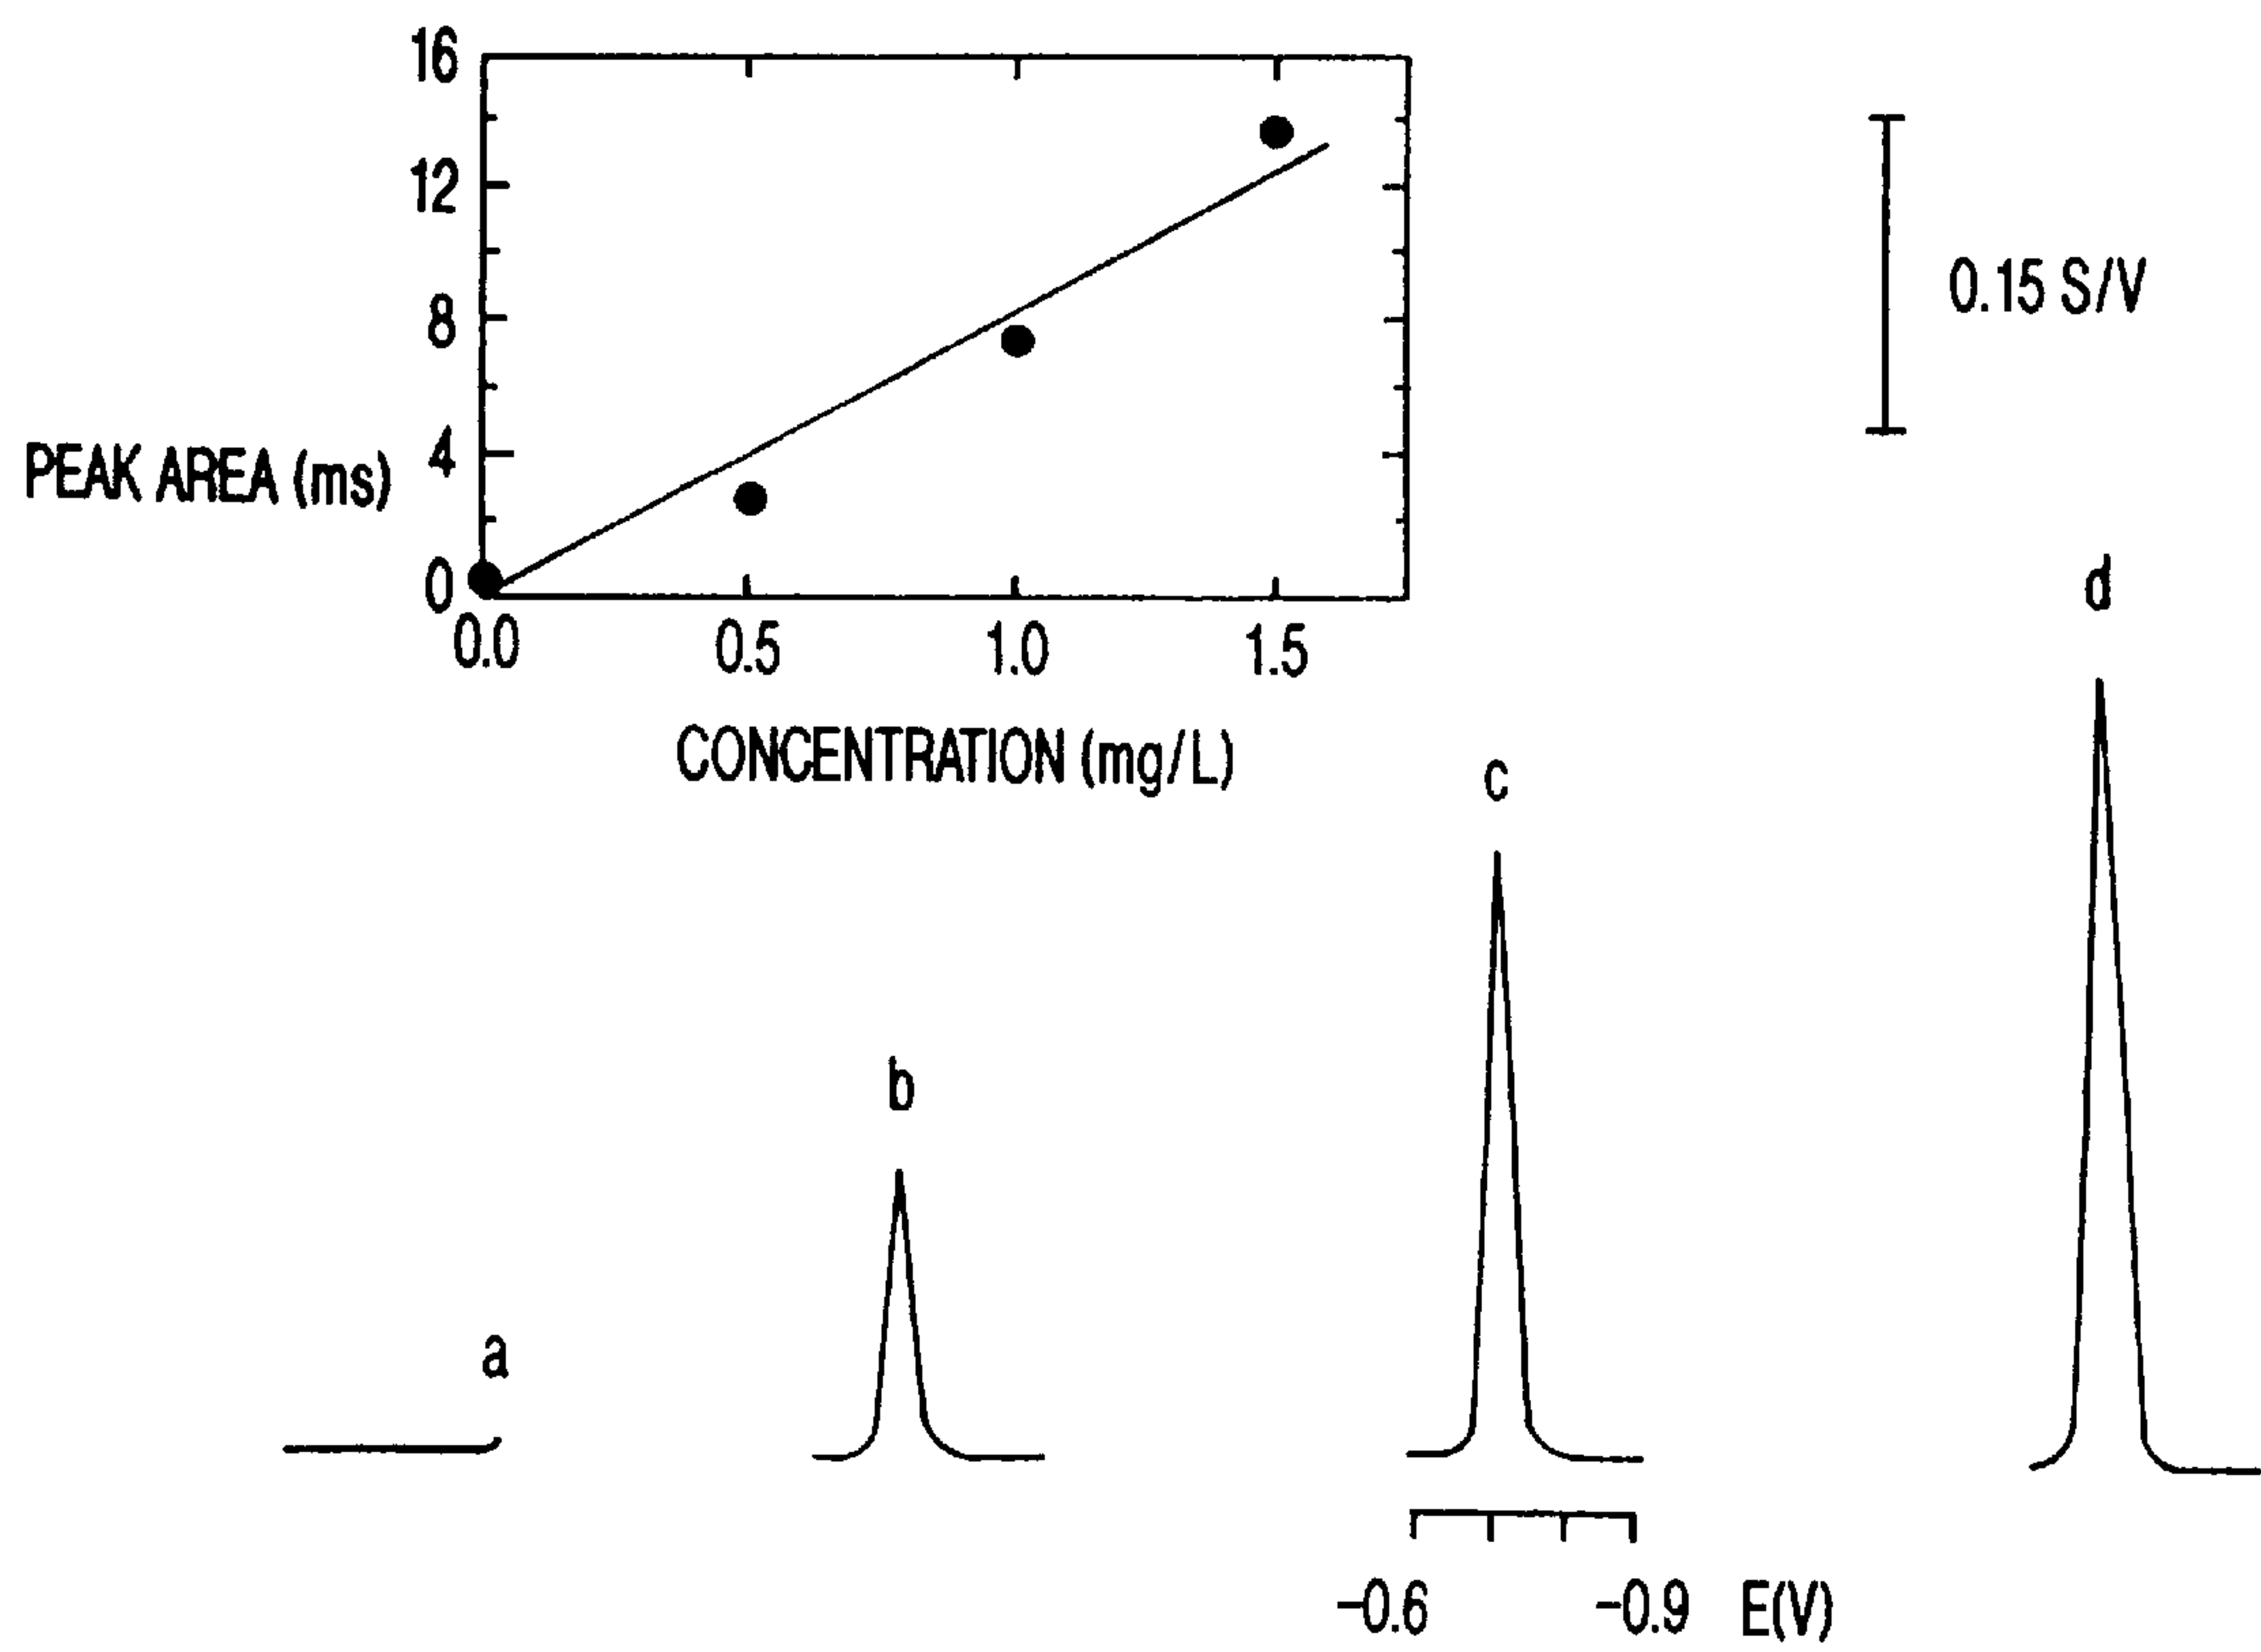 16
12
8
4
0
PEAK AREA (ms)
0.0 0.5 1.0 1.5
CONCENTRATION (mg/L)
0.15 S/V
a
b
c
d
-0.6 -0.9 E(V)